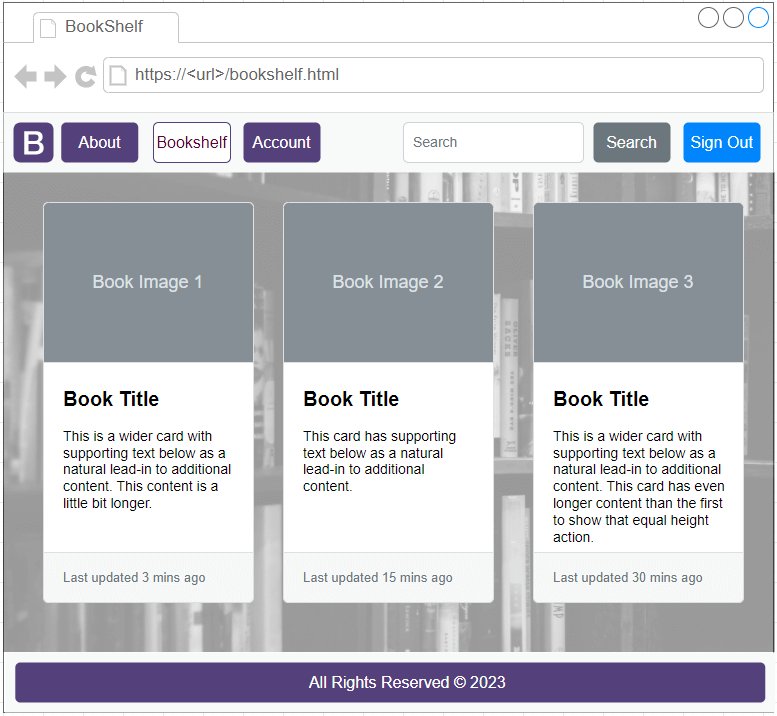 BookShelf
https://<url>/bookshelf.html
B About Bookshelf Account Search Search Sign Out
Book Image 1
Book Title
This is a wider card with
supporting text below as a
natural lead-in to additional
content. This content is a
little bit longer.
Last updated 3 mins ago
Book Image 2
Book Title
This card has supporting
text below as a natural
lead-in to additional
content.
Last updated 15 mins ago
Book Image 3
Book Title
This is a wider card with
supporting text below as a
natural lead-in to additional
content. This card has even
longer content than the first
to show that equal height
action.
Last updated 30 mins ago
All Rights Reserved © 2023